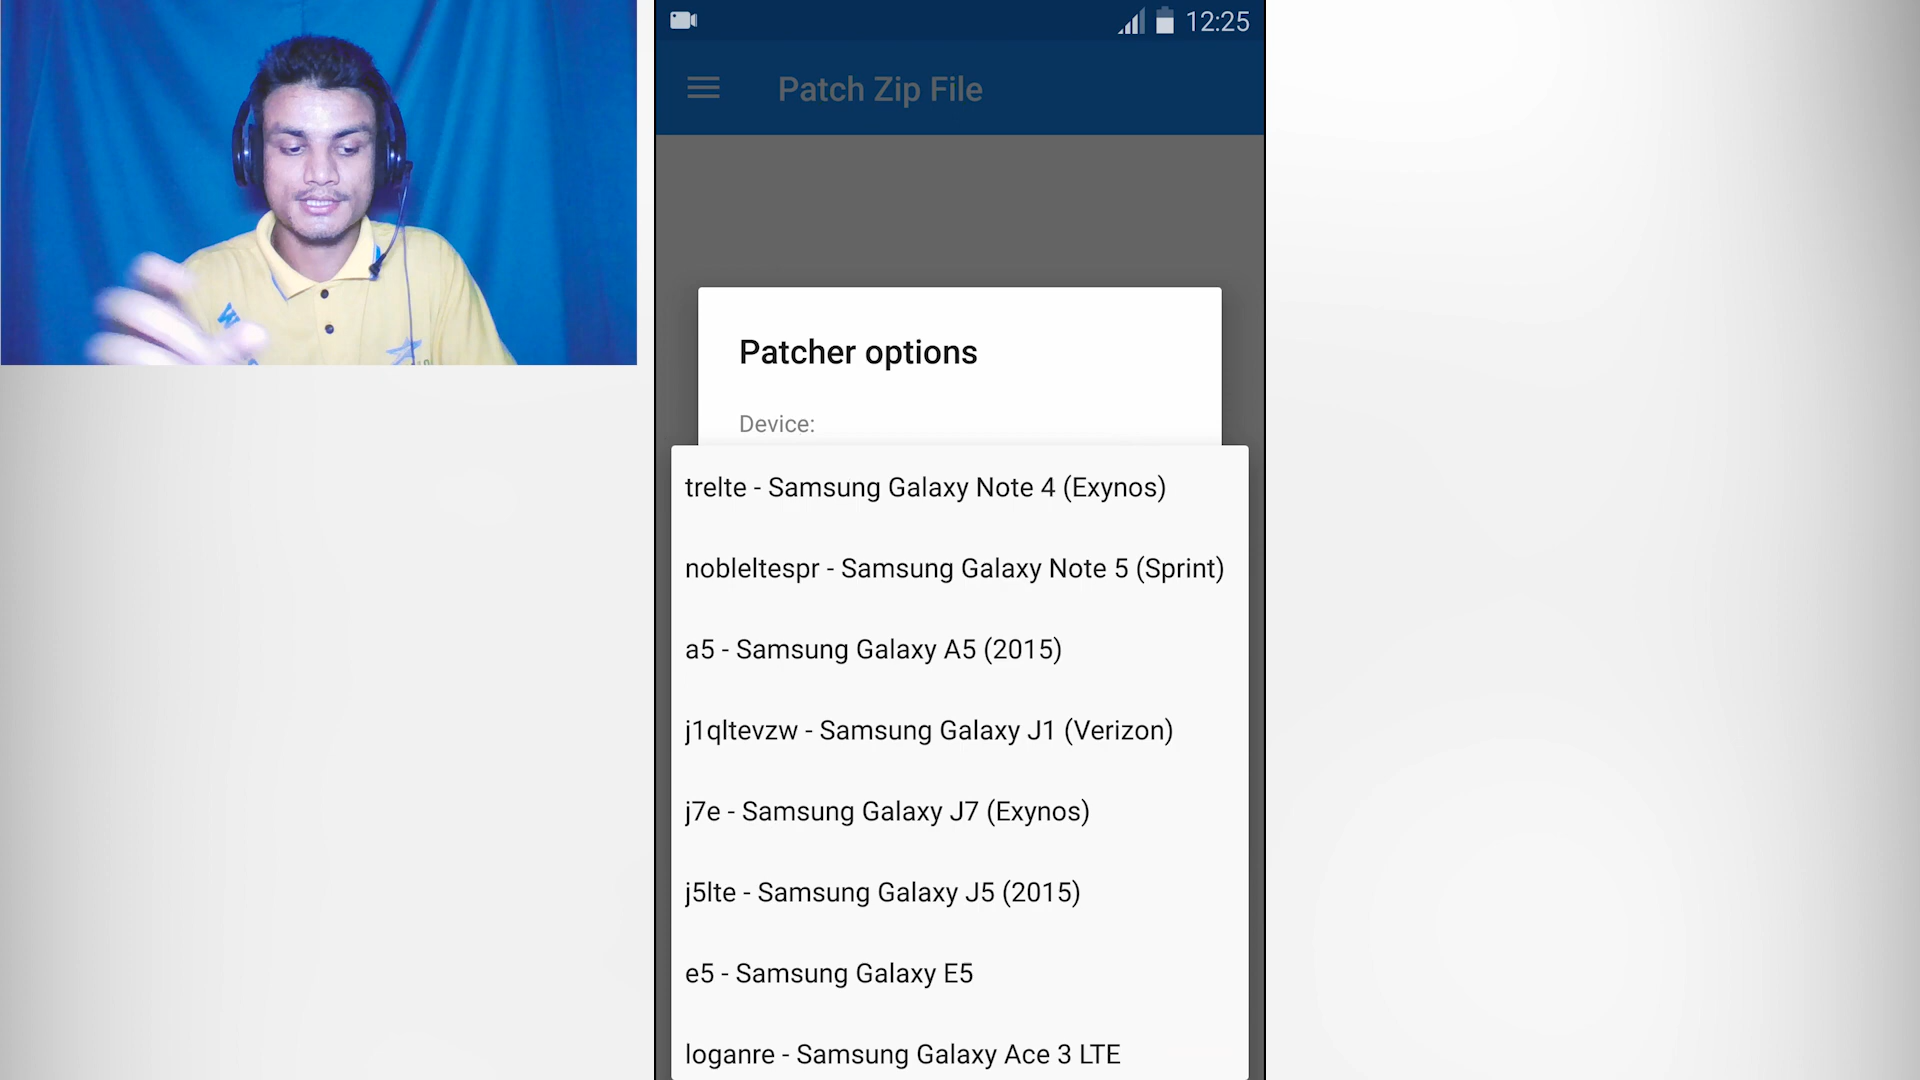 12:25
Patch Zip File
Patcher options
Device:
trelte - Samsung Galaxy Note 4 (Exynos)
nobleltespr - Samsung Galaxy Note 5 (Sprint)
a5 - Samsung Galaxy A5 (2015)
j1qltevzw - Samsung Galaxy J1 (Verizon)
j7e - Samsung Galaxy J7 (Exynos)
j5lte - Samsung Galaxy J5 (2015)
e5 - Samsung Galaxy E5
loganre - Samsung Galaxy Ace 3 LTE